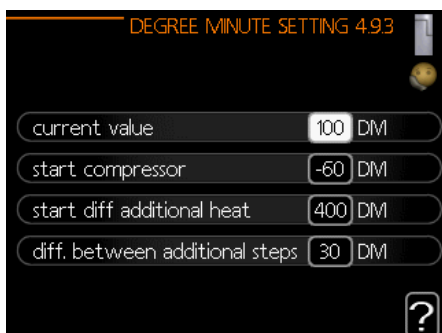 DEGREE MINUTE SETTING 4.9.3
current value 100 DM
start compressor -60 DM
start diff additional heat 400 DM
diff. between additional steps 30 DM
?